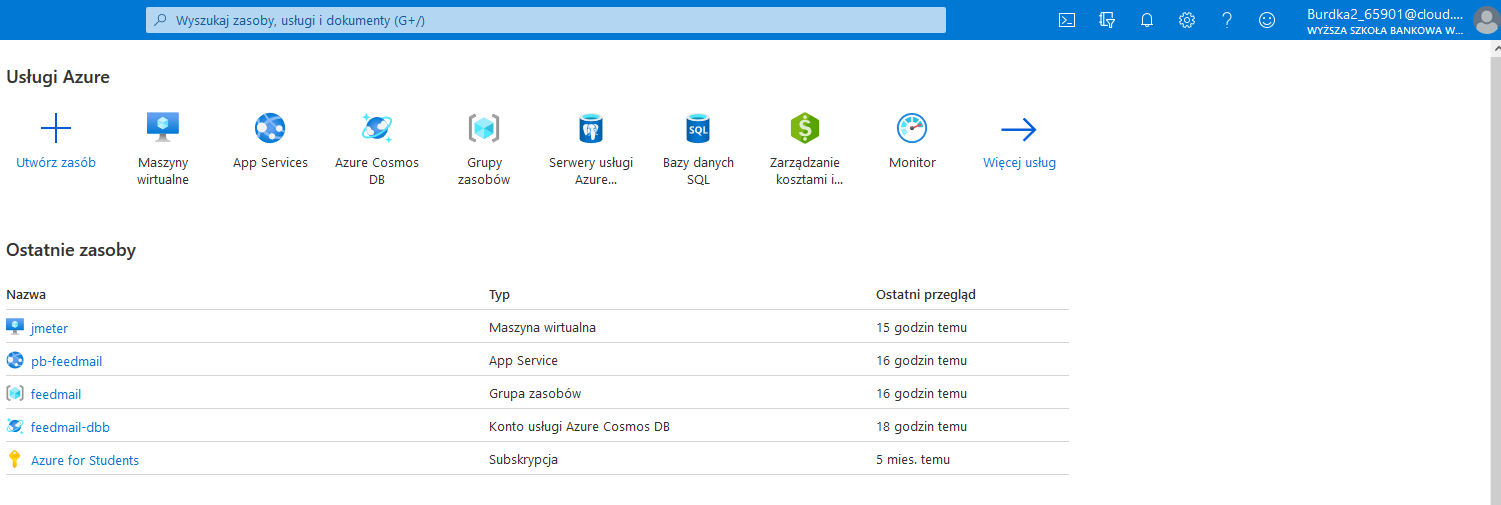 Wyszukaj zasoby, usługi i dokumenty (G+/)
Burdka2_65901@cloud....
WYŻSZA SZKOŁA BANKOWA W...
Usługi Azure
Utwórz zasób
Maszyny wirtualne
App Services
Azure Cosmos DB
Grupy zasobów
Serwery usługi Azure...
SQL
Bazy danych SQL
Zarządzanie kosztami i...
Monitor
Więcej usług
Ostatnie zasoby
Nazwa Typ Ostatni przegląd
jmeter Maszyna wirtualna 15 godzin temu
pb-feedmail App Service 16 godzin temu
feedmail Grupa zasobów 16 godzin temu
feedmail-dbb Konto usługi Azure Cosmos DB 18 godzin temu
Azure for Students Subskrypcja 5 mies. temu